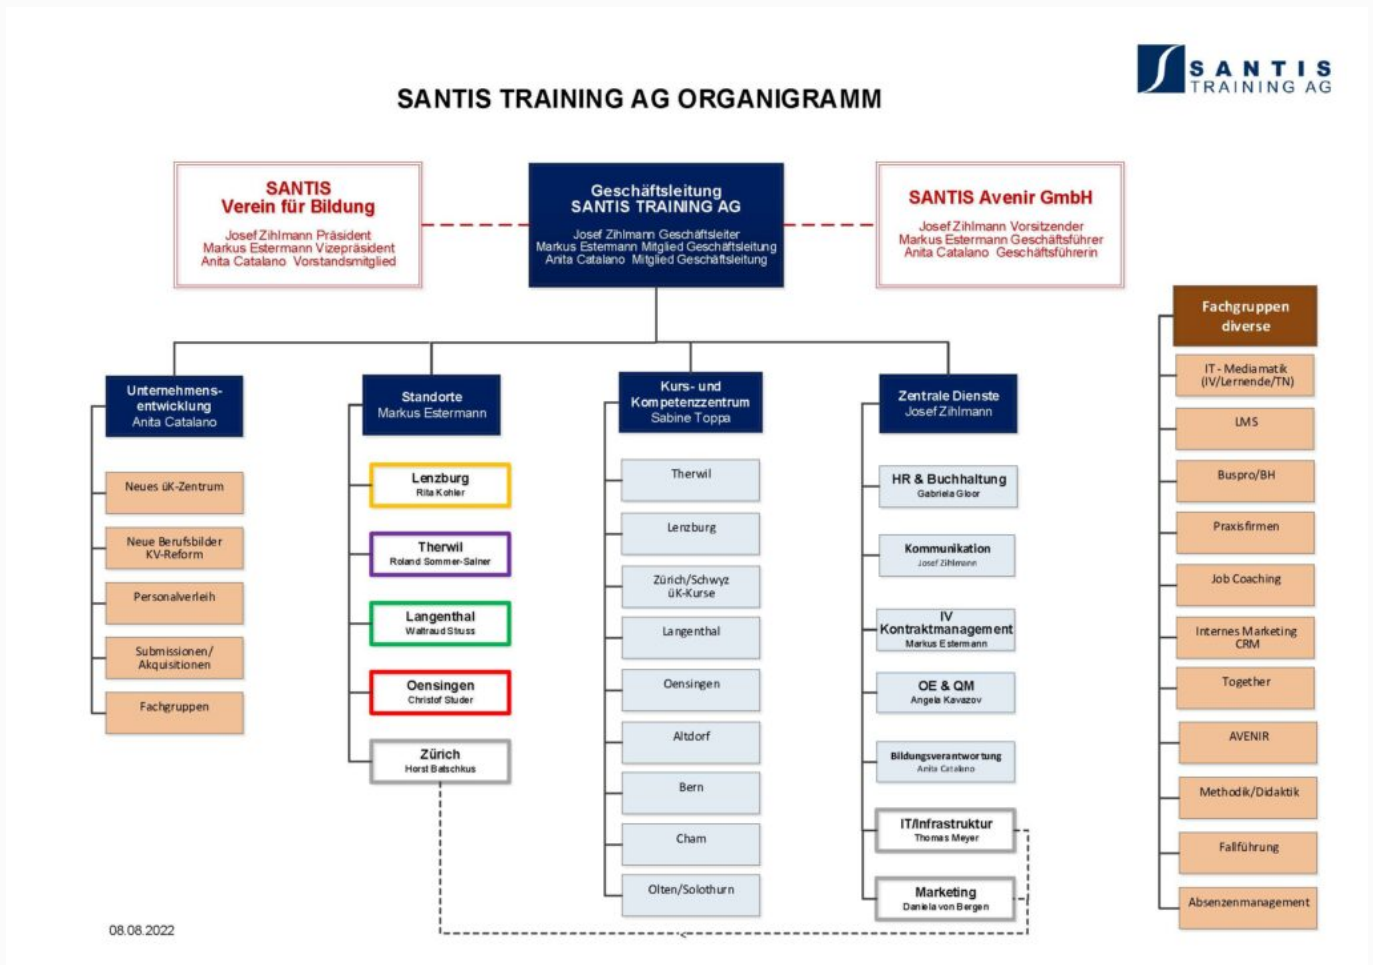 SANTIS
TRAINING AG
SANTIS TRAINING AG ORGANIGRAMM
SANTIS
Verein für Bildung
Josef Zihlmann Präsident
Markus Estermann Vizepräsident
Anita Catalano Vorstandsmitglied
Geschäftsleitung
SANTIS TRAINING AG
Josef Zihlmann Geschäftsleiter
Markus Estermann Mitglied Geschäftsleitung
Anita Catalano Mitglied Geschäftsleitung
SANTIS Avenir GmbH
Josef Zihlmann Vorsitzender
Markus Estermann Geschäftsführer
Anita Catalano Geschäftsführerin
Unternehmens-
entwicklung
Anita Catalano
Neues üK-Zentrum
Neue Berufsbilder
KV-Reform
Personalverleih
Submissionen/
Akquisitionen
Fachgruppen
Standorte
Markus Estermann
Lenzburg
Rita Kohler
Therwil
Roland Sommer-Salner
Langenthal
Waltraud Struss
Oensingen
Christof Studer
Zürich
Horst Batschkus
Kurs- und
Kompetenzzentrum
Sabine Toppa
Therwil
Lenzburg
Zürich/Schwyz
üK-Kurse
Langenthal
Oensingen
Altdorf
Bern
Cham
Olten/Solothurn
Zentrale Dienste
Josef Zihlmann
HR & Buchhaltung
Gabriela Gloor
Kommunikation
Josef Zihlmann
IV
Kontraktmanagement
Markus Estermann
OE & QM
Angela Kavazov
Bildungsverantwortung
Anita Catalano
IT/Infrastruktur
Thomas Meyer
Marketing
Daniela von Bergen
Fachgruppen
diverse
IT - Mediamatik
(IV/Lernende/TN)
LMS
Buspro/BH
Praxisfirmen
Job Coaching
Internes Marketing
CRM
Together
AVENIR
Methodik/Didaktik
Fallführung
Absenzenmanagement
08.08.2022